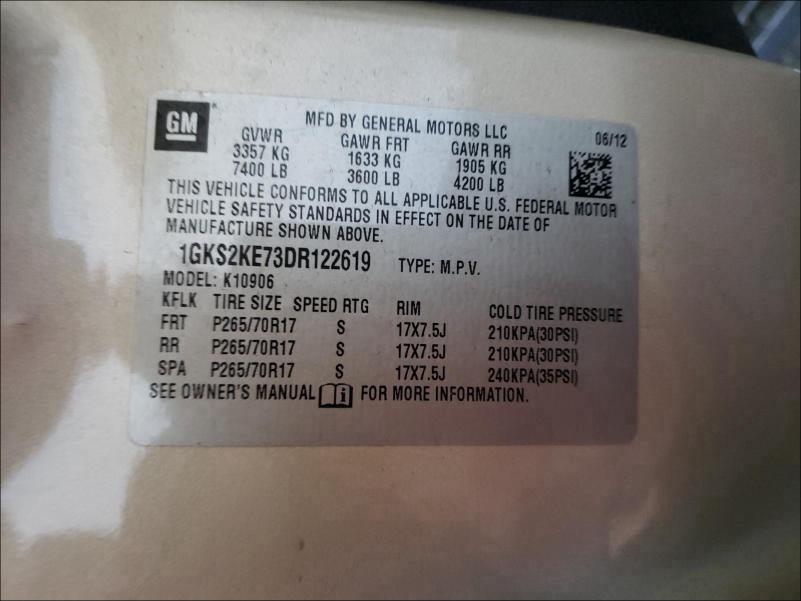 GM
MFD BY GENERAL MOTORS LLC
06/12
GVWR GAWR FRT GAWR RR
3357 KG 1633 KG 1905 KG
7400 LB 3600 LB 4200 LB
THIS VEHICLE CONFORMS TO ALL APPLICABLE U.S. FEDERAL MOTOR
VEHICLE SAFETY STANDARDS IN EFFECT ON THE DATE OF
MANUFACTURE SHOWN ABOVE.
1GKS2KE73DR122619 TYPE: M.P.V.
MODEL: K10906
KFLK TIRE SIZE SPEED RTG RIM COLD TIRE PRESSURE
FRT P265/70R17 S 17X7.5J 210KPA(30PSI)
RR P265/70R17 S 17X7.5J 210KPA(30PSI)
SPA P265/70R17 S 17X7.5J 240KPA(35PSI)
SEE OWNER'S MANUAL i FOR MORE INFORMATION.